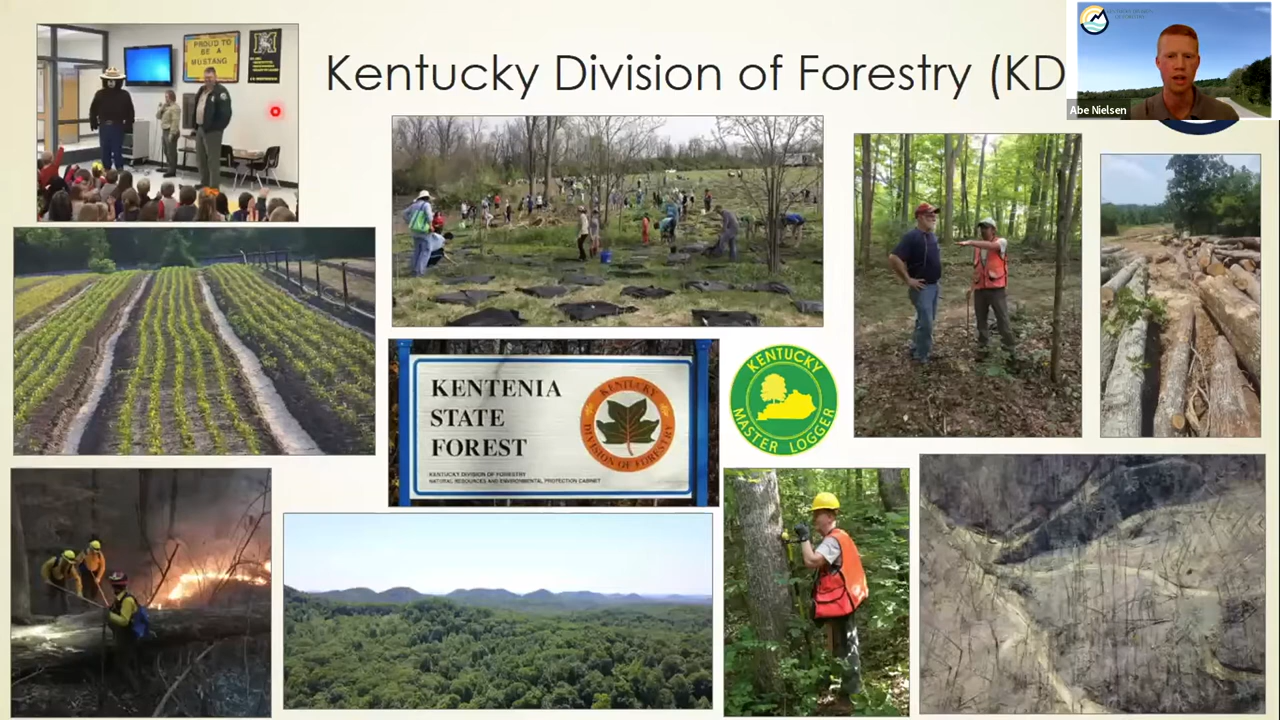 PROUD TO
BE A
MUSTANG
Kentucky Division of Forestry (KD
Abe Nielsen
KENTENIA
STATE
FOREST
KENTUCKY DIVISION OF FORESTRY
NATURAL RESOURCES AND ENVIRONMENTAL PROTECTION CABINET
KENTUCKY
DIVISION OF FORESTRY
KENTUCKY
MASTER LOGGER